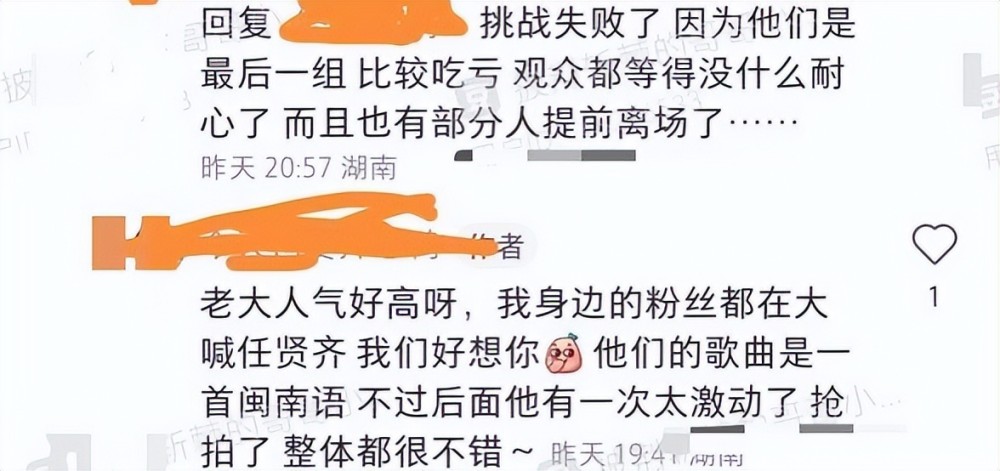 回复 挑战失败了 因为他们是
最后一组 比较吃亏 观众都等得没什么耐
心了 而且也有部分人提前离场了……
昨天 20:57 湖南
作者
老大人气好高呀，我身边的粉丝都在大
喊任贤齐 我们好想你 他们的歌曲是一
1
首闽南语 不过后面他有一次太激动了 抢
拍了 整体都很不错～ 昨天 19:41 湖南